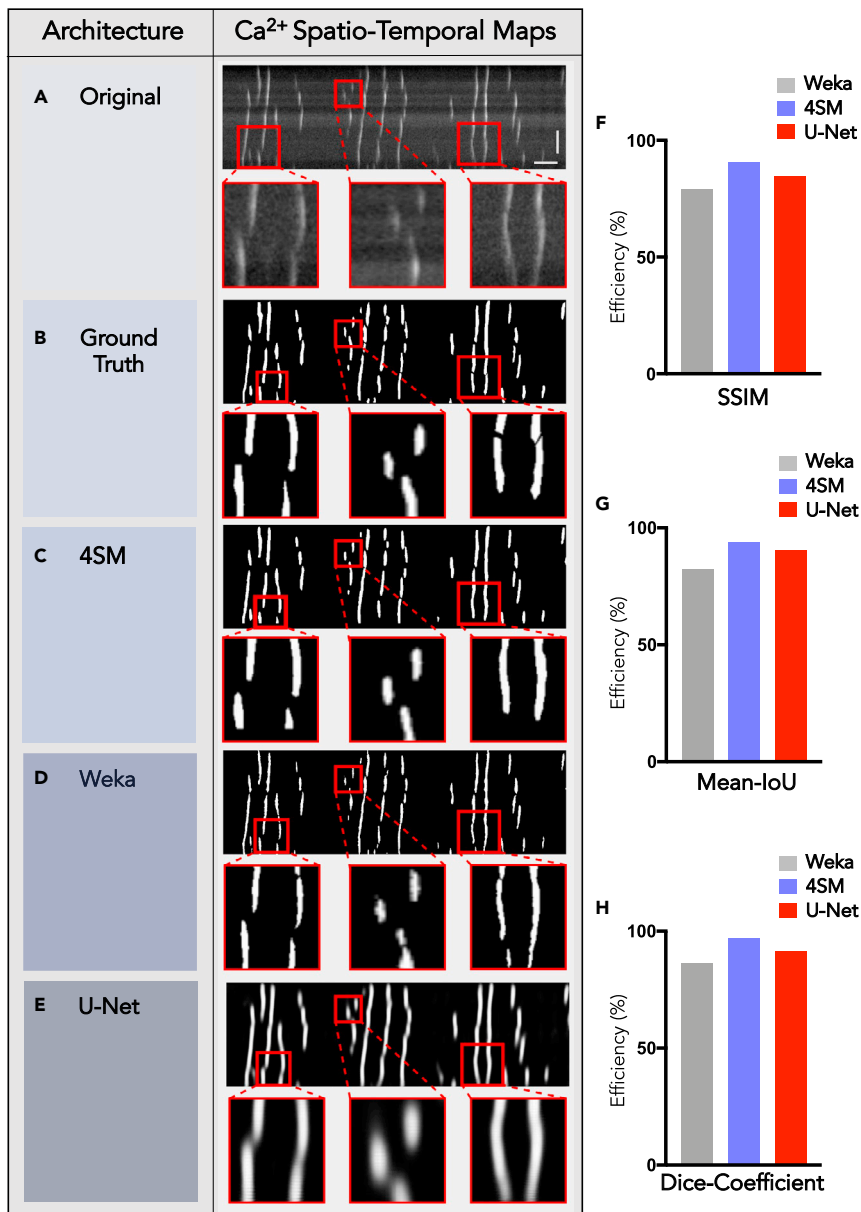 Architecture
Ca²⁺ Spatio-Temporal Maps
A Original
B Ground
Truth
C 4SM
D Weka
E U-Net
F
Weka
4SM
U-Net
100
50
0
Efficiency (%)
SSIM
G
Weka
4SM
U-Net
100
50
0
Efficiency (%)
Mean-IoU
H
Weka
4SM
U-Net
100
50
0
Efficiency (%)
Dice-Coefficient